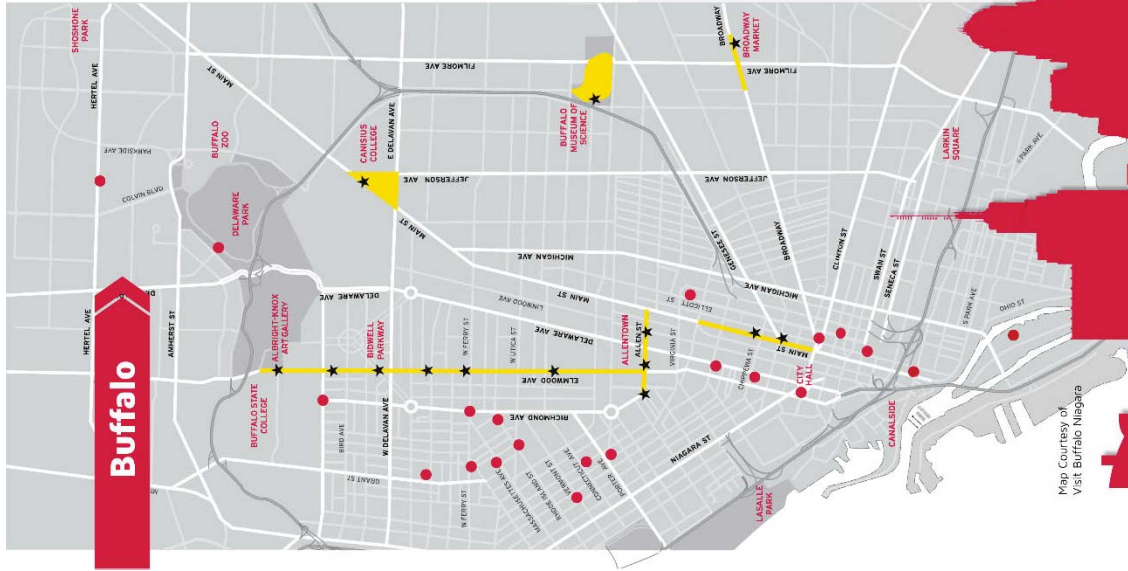 Buffalo
SHOSHONE
PARK
HERTEL AVE
MAIN ST
PARKSIDE AVE
COLVIN BLVD
BUFFALO
ZOO
DELAWARE
PARK
FILMORE AVE
BROADWAY
BROADWAY
MARKET
FILMORE AVE
CANISIUS
COLLEGE
E DELAVAN AVE
BUFFALO
MUSEUM OF
SCIENCE
JEFFERSON AVE
JEFFERSON AVE
LARKIN
SQUARE
S PARK AVE
MAIN ST
MICHIGAN AVE
GENESEE ST
BROADWAY
CLINTON ST
SWAN ST
SENECA ST
HERTEL AVE
AMHERST ST
ALBRIGHT-KNOX
ART GALLERY
DELAWARE AVE
LINWOOD AVE
MAIN ST
ELLICOTT
ST
MICHIGAN AVE
S PARK AVE
OHIO ST
BIDWELL
PARKWAY
W FERRY ST
W UTICA ST
DELAWARE AVE
ALLENTOWN
ALLEN ST
VIRGINIA ST
CHIPPEWA ST
MAIN ST
CITY
HALL
BUFFALO STATE
COLLEGE
ELMWOOD AVE
BIRD AVE
W DELAVAN AVE
RICHMOND AVE
GRANT ST
W FERRY ST
MASSACHUSETTS AVE
RHODE ISLAND ST
VERMONT ST
CONNECTICUT AVE
PORTER AVE
NIAGARA ST
LASALLE
PARK
CANALSIDE
Map Courtesy of
Visit Buffalo Niagara